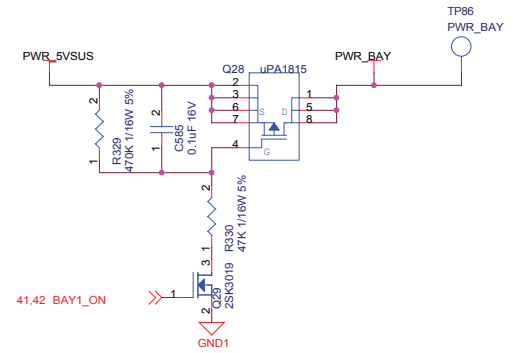 TP86
PWR_BAY
PWR_5VSUS
PWR_BAY
Q28 uPA1815
2
3
6
7
4
S
D
G
1
5
8
2
1
R329
470K 1/16W 5%
2
1
C585
0.1uF 16V
2
1
R330
47K 1/16W 5%
3
1
2
Q29
2SK3019
41,42 BAY1_ON
GND1